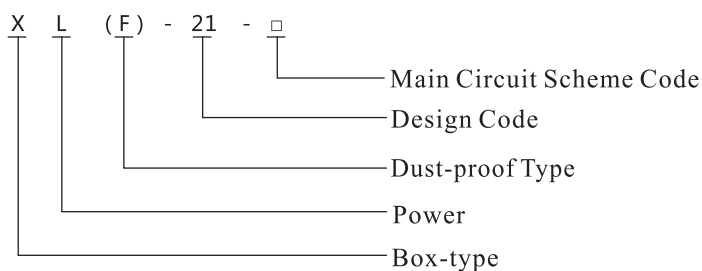 X L (F) - 21 - □
Main Circuit Scheme Code
Design Code
Dust-proof Type
Power
Box-type